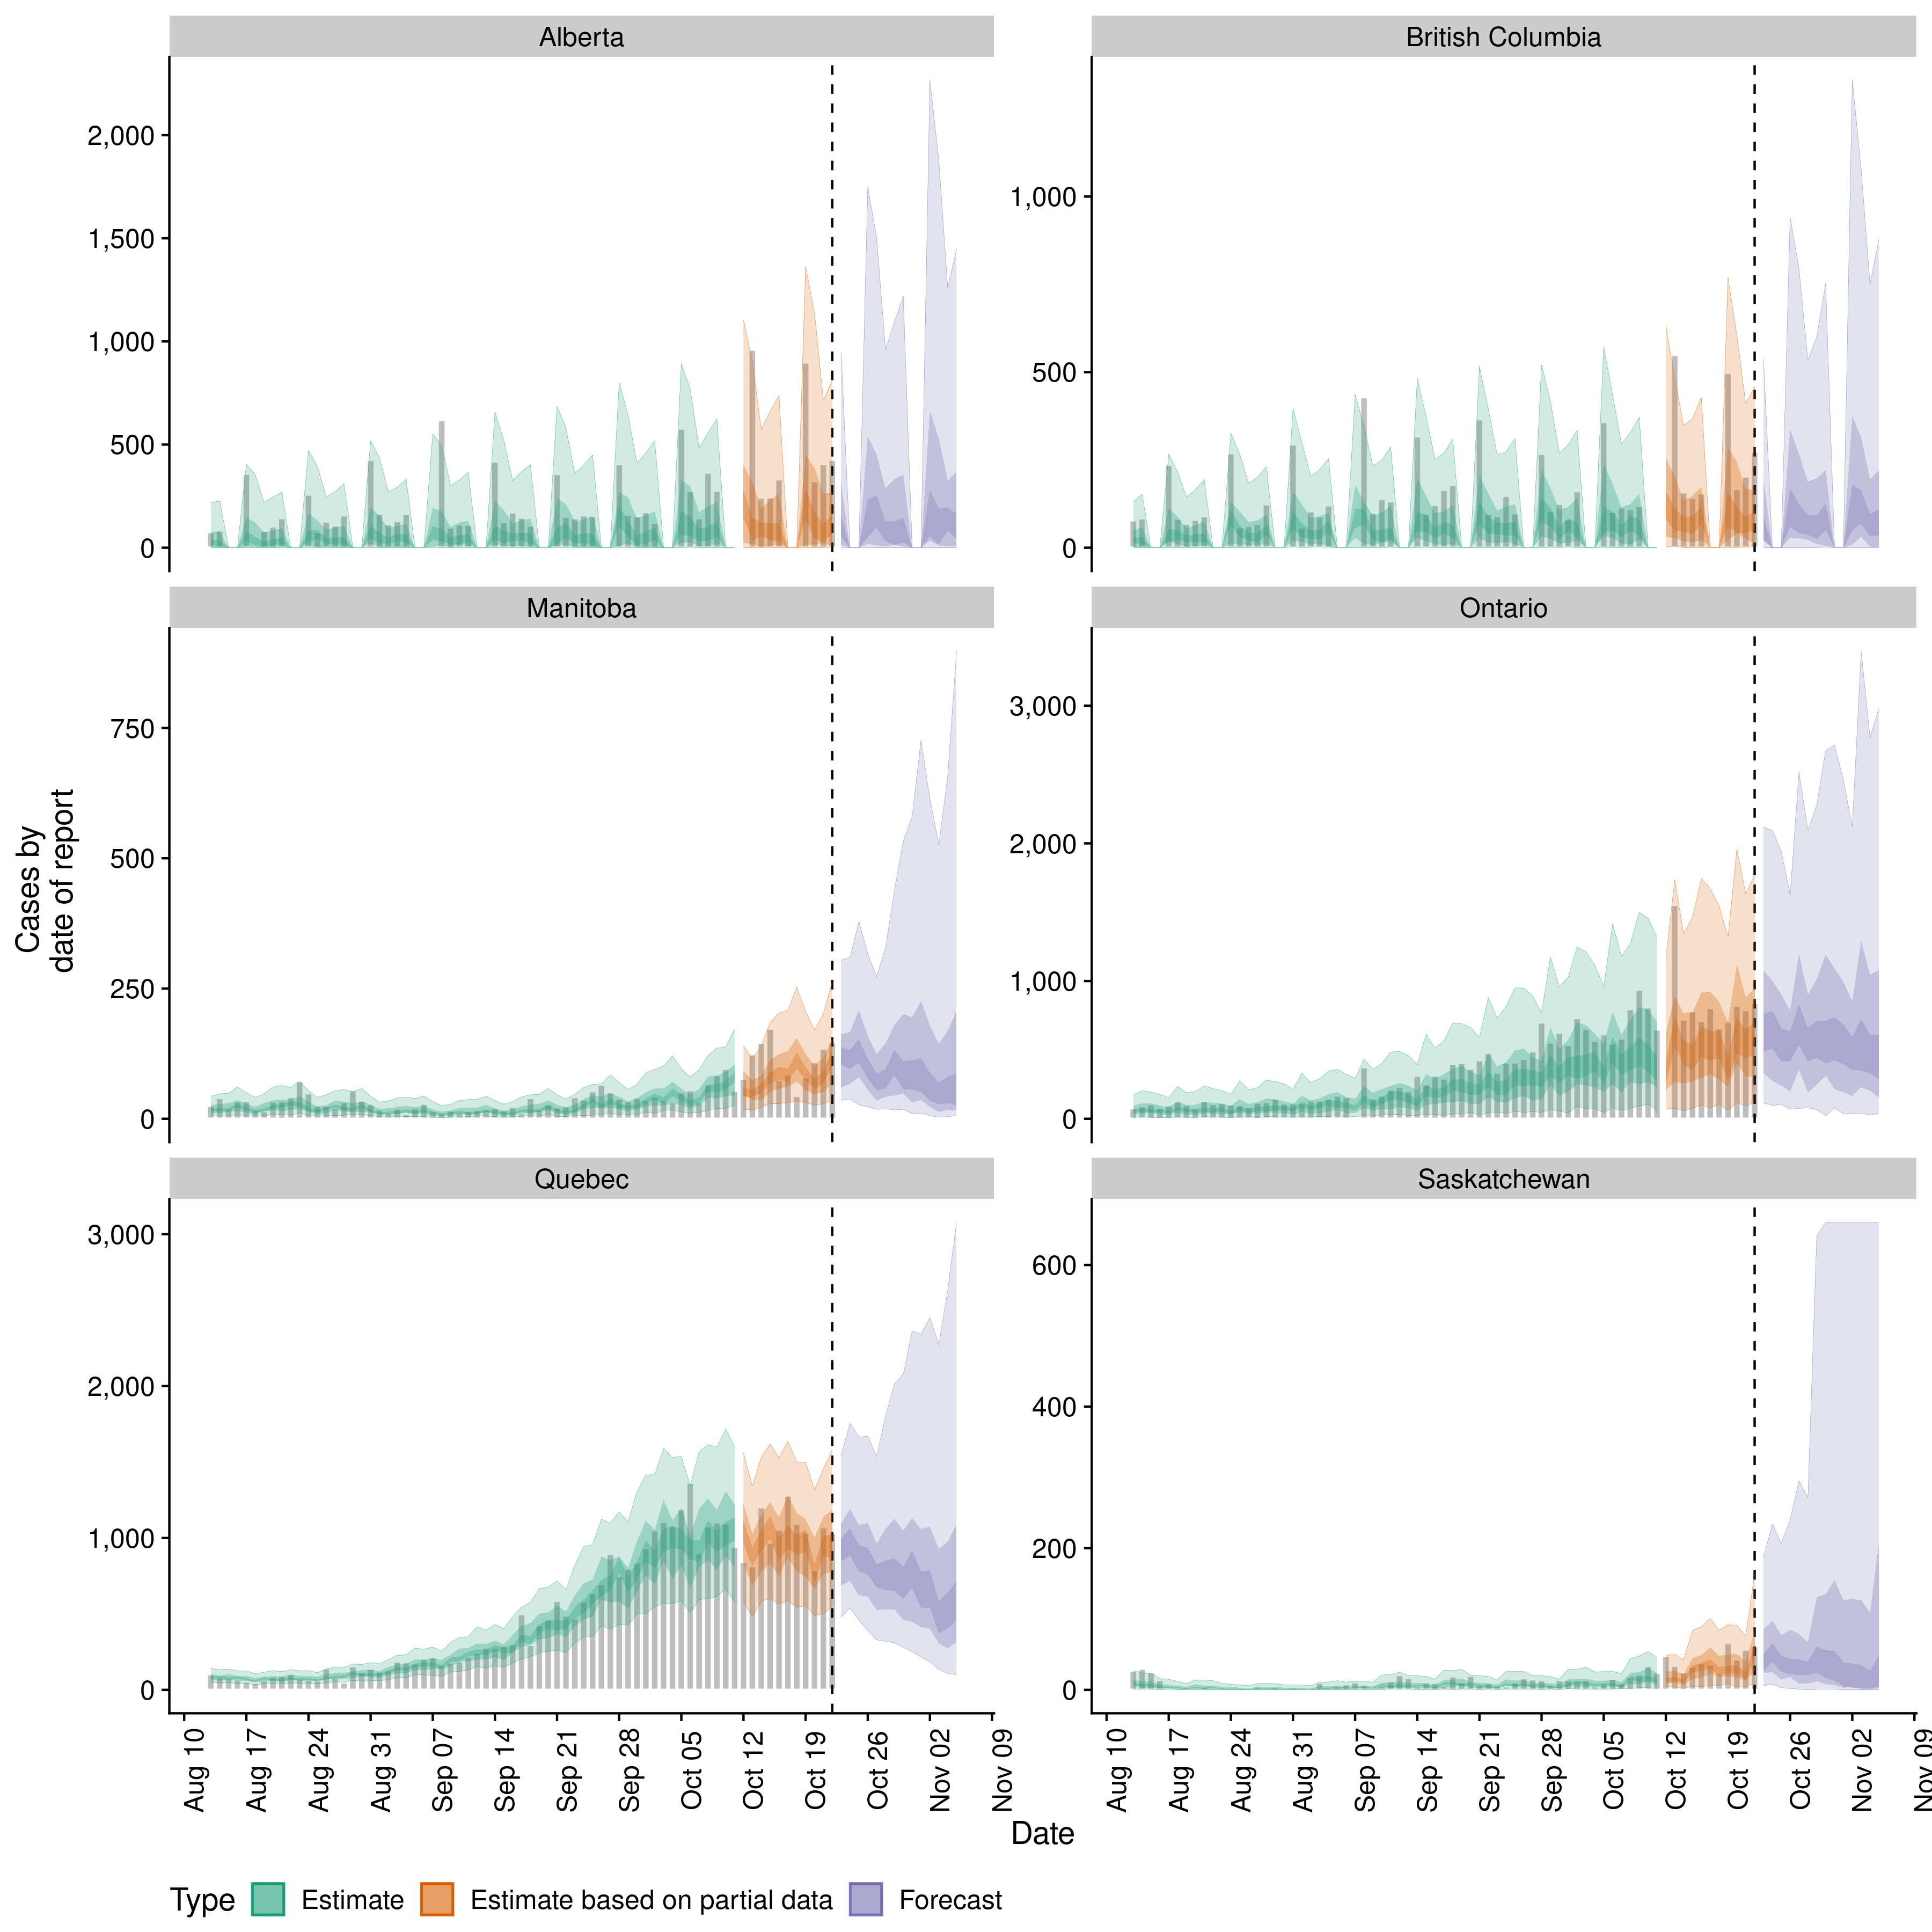 Alberta
British Columbia
2,000
1,500
1,000
500
0
1,000
500
0
Manitoba
Ontario
750
500
250
0
3,000
2,000
1,000
0
Cases by
date of report
Quebec
Saskatchewan
3,000
2,000
1,000
0
600
400
200
0
Aug 10 Aug 17 Aug 24 Aug 31 Sep 07 Sep 14 Sep 21 Sep 28 Oct 05 Oct 12 Oct 19 Oct 26 Nov 02 Nov 09
Aug 10 Aug 17 Aug 24 Aug 31 Sep 07 Sep 14 Sep 21 Sep 28 Oct 05 Oct 12 Oct 19 Oct 26 Nov 02 Nov 09
Date
Type Estimate Estimate based on partial data Forecast